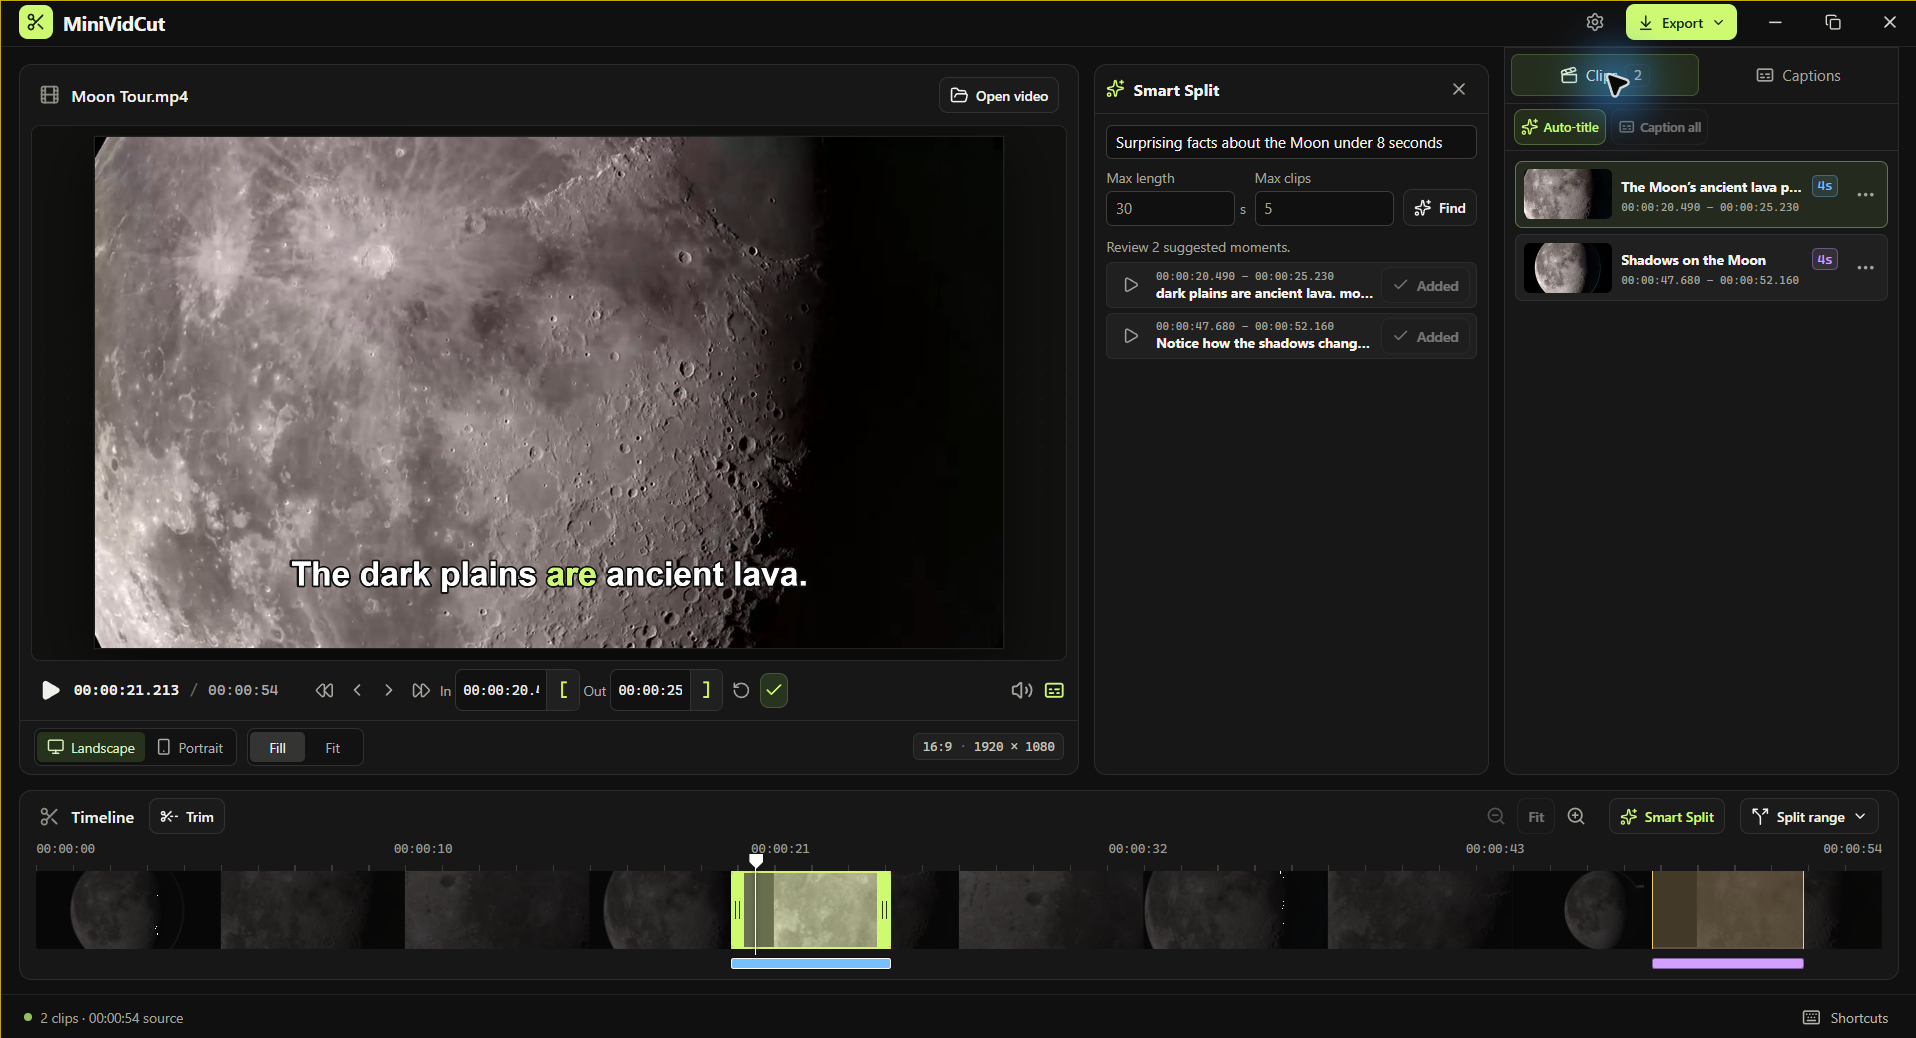 MiniVidCut
Export
Moon Tour.mp4
Open video
The dark plains are ancient lava.
00:00:21.213 / 00:00:54
In
00:00:20.4
[
Out
00:00:25
]
Landscape
Portrait
Fill
Fit
16:9 · 1920 × 1080
Smart Split
Surprising facts about the Moon under 8 seconds
Max length
Max clips
30
s
5
Find
Review 2 suggested moments.
00:00:20.490 – 00:00:25.230
dark plains are ancient lava. mo...
Added
00:00:47.680 – 00:00:52.160
Notice how the shadows chang...
Added
2
Captions
Auto-title
Caption all
The Moon's ancient lava p...
4s
00:00:20.490 – 00:00:25.230
Shadows on the Moon
4s
00:00:47.680 – 00:00:52.160
Timeline
Trim
Fit
Smart Split
Split range
00:00:00
00:00:10
00:00:21
00:00:32
00:00:43
00:00:54
2 clips · 00:00:54 source
Shortcuts